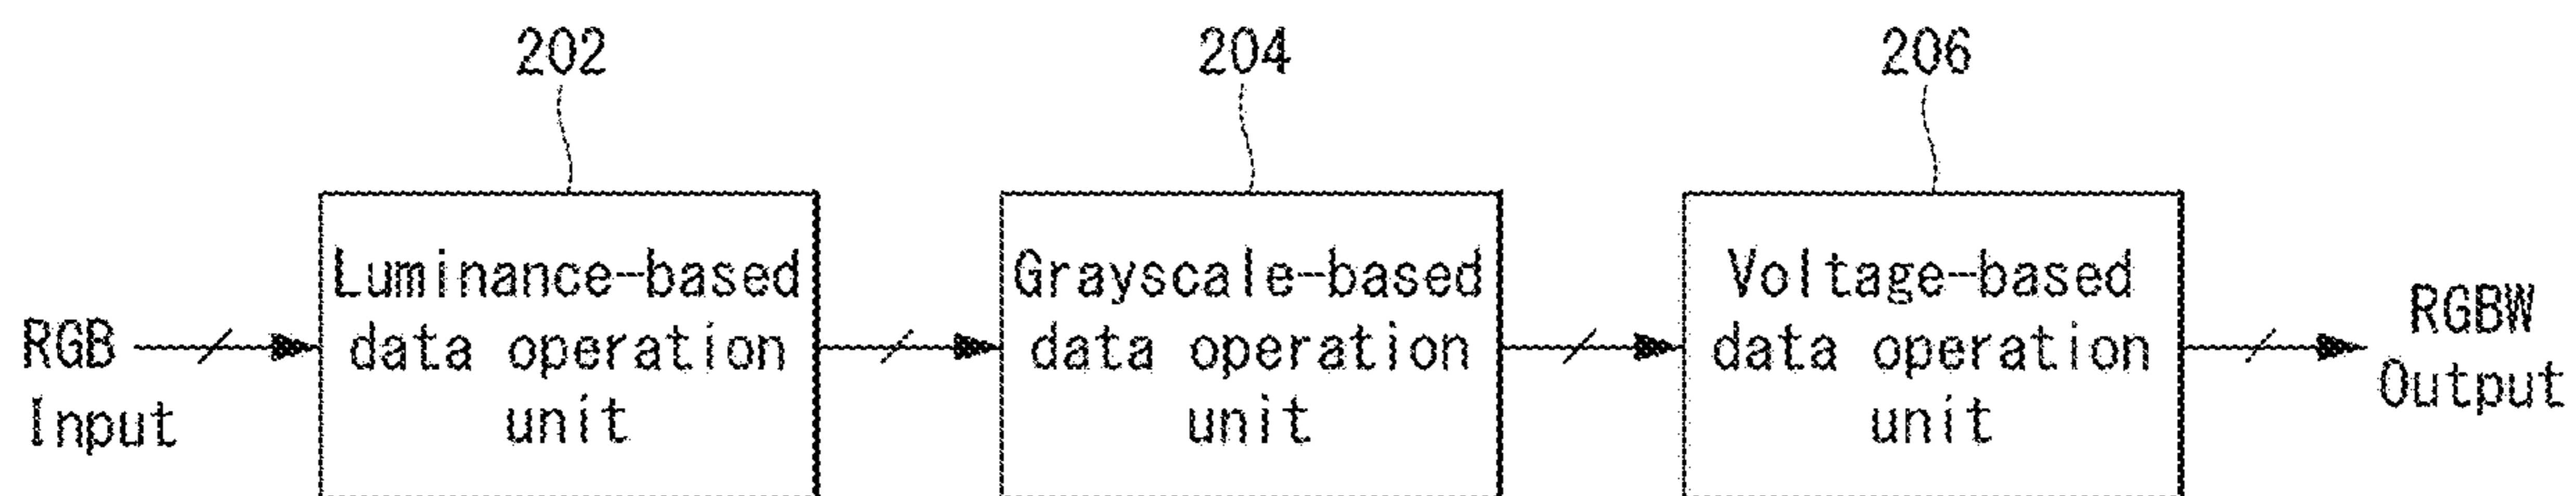 202
204
206
RGB
Input
Luminance-based
data operation
unit
Grayscale-based
data operation
unit
Voltage-based
data operation
unit
RGBW
Output